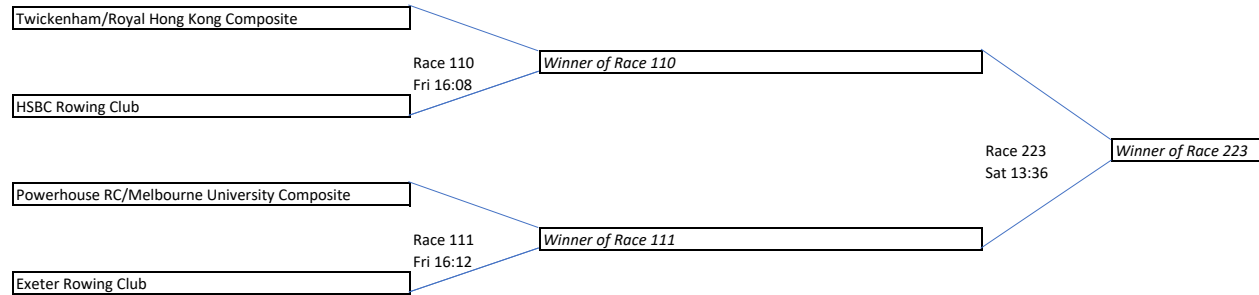 Twickenham/Royal Hong Kong Composite
Race 110
Fri 16:08
Winner of Race 110
HSBC Rowing Club
Race 223
Sat 13:36
Winner of Race 223
Powerhouse RC/Melbourne University Composite
Race 111
Fri 16:12
Winner of Race 111
Exeter Rowing Club